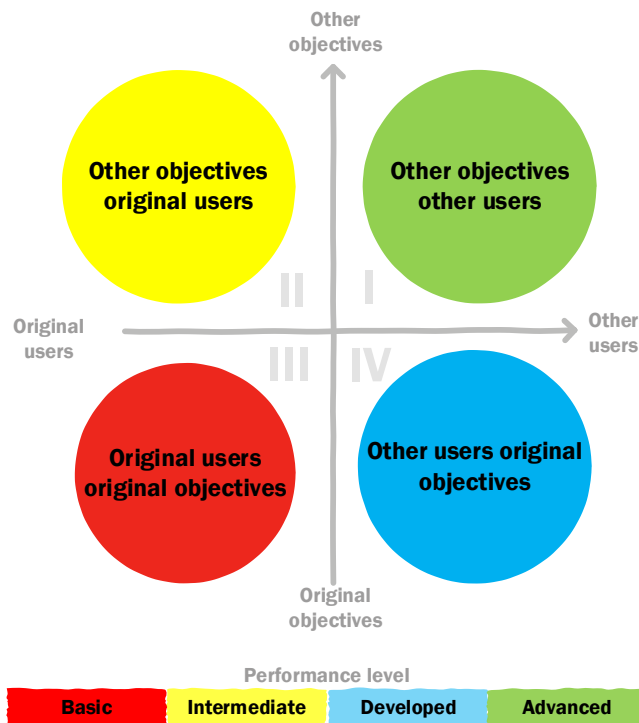 Other
objectives
Other objectives
original users
Other objectives
other users
II
I
Original
users
Other
users
III
IV
Original users
original objectives
Other users original
objectives
Original
objectives
Performance level
Basic
Intermediate
Developed
Advanced